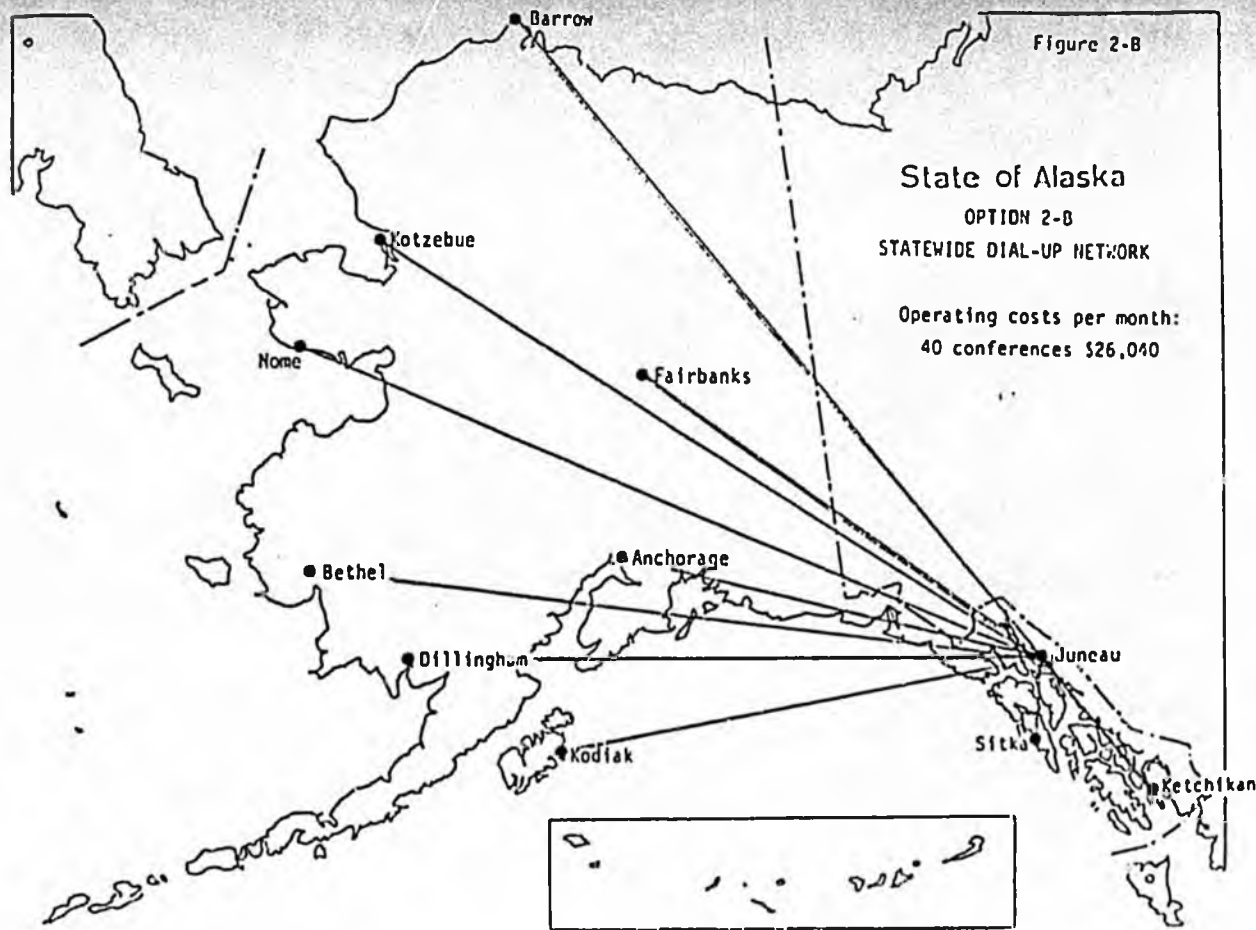 Barrow
Figure 2-B
State of Alaska
OPTION 2-B
STATEWIDE DIAL-UP NETWORK
Operating costs per month:
40 conferences $26,040
Kotzebue
Nome
Fairbanks
Anchorage
Bethel
Dillingham
Juneau
Kodiak
Sitka
Ketchikan